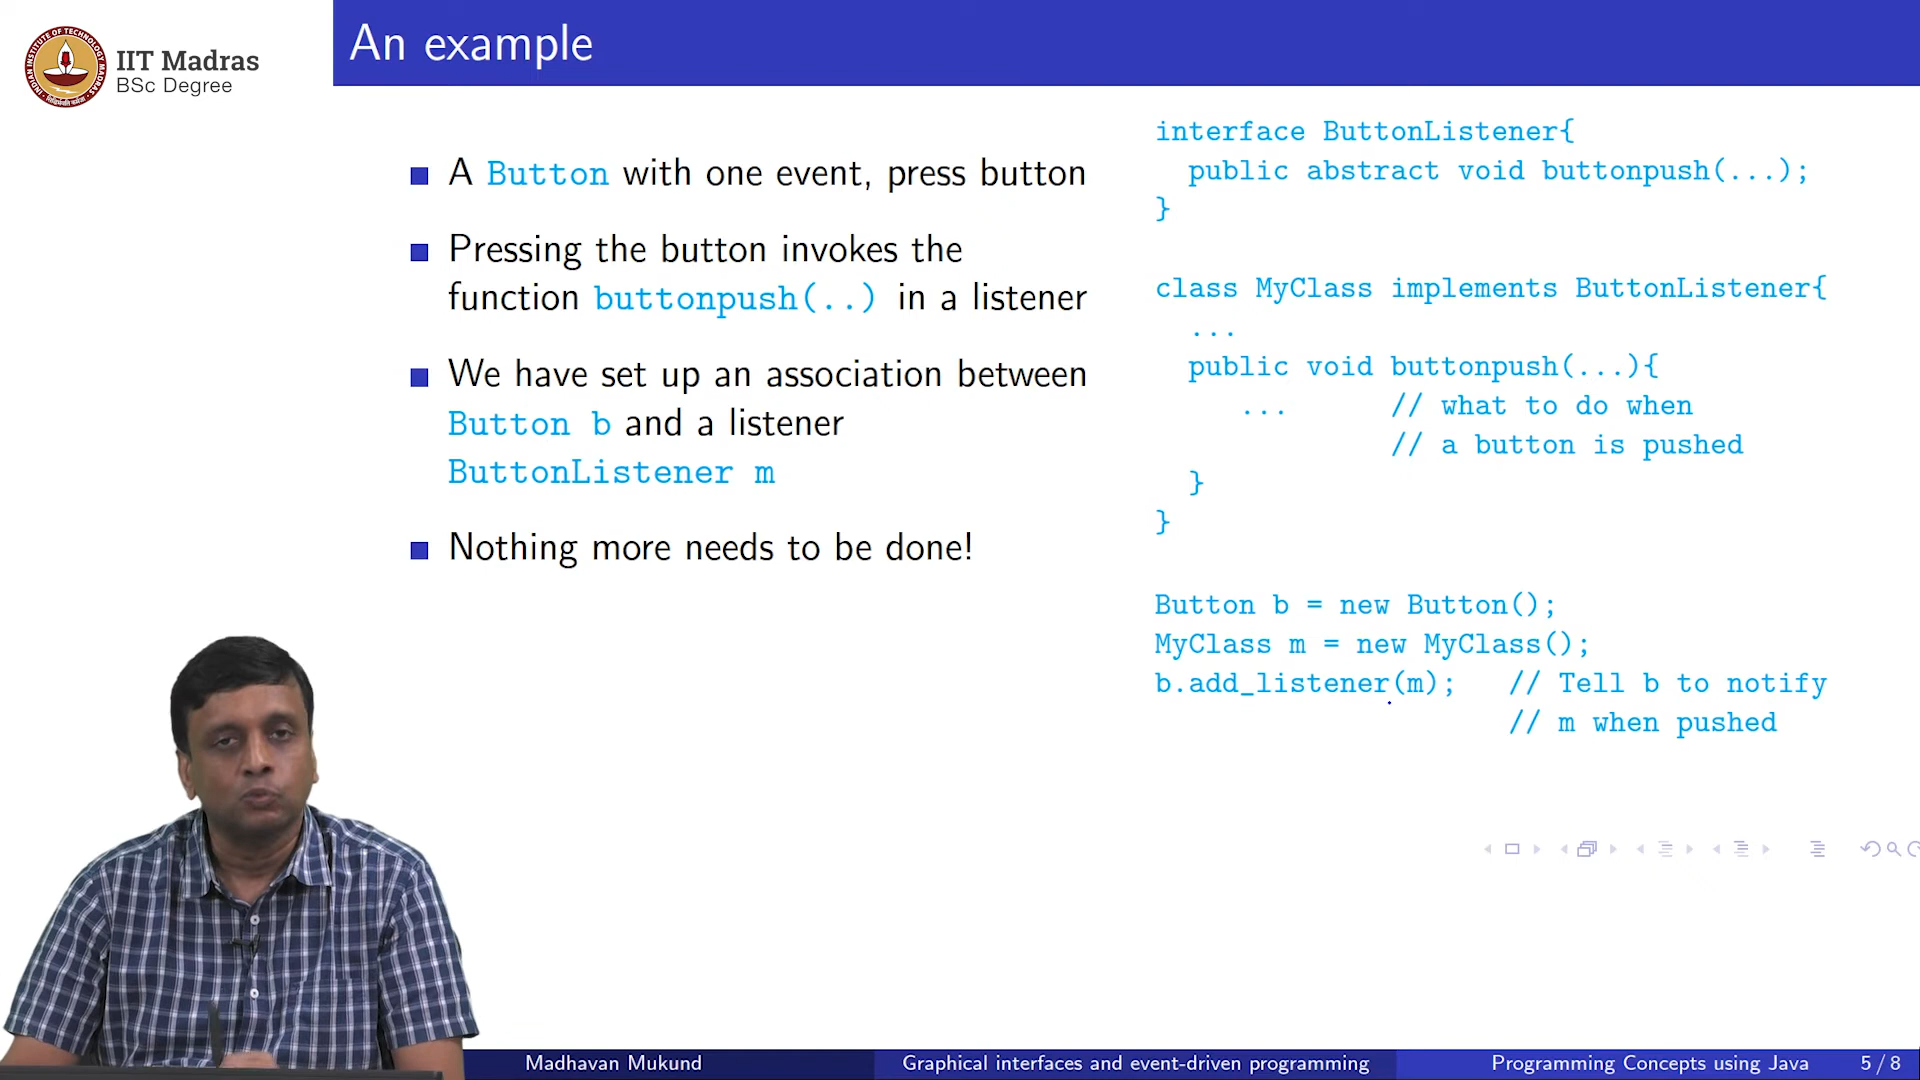 IIT Madras
BSc Degree
An example
A Button with one event, press button
Pressing the button invokes the
function buttonpush(..) in a listener
We have set up an association between
Button b and a listener
ButtonListener m
Nothing more needs to be done!
interface ButtonListener{
  public abstract void buttonpush(...);
}
class MyClass implements ButtonListener{
  ...
  public void buttonpush(...){
     ...      // what to do when
              // a button is pushed
  }
}
Button b = new Button();
MyClass m = new MyClass();
b.add_listener(m);   // Tell b to notify
                     // m when pushed
Madhavan Mukund
Graphical interfaces and event-driven programming
Programming Concepts using Java
5 / 8